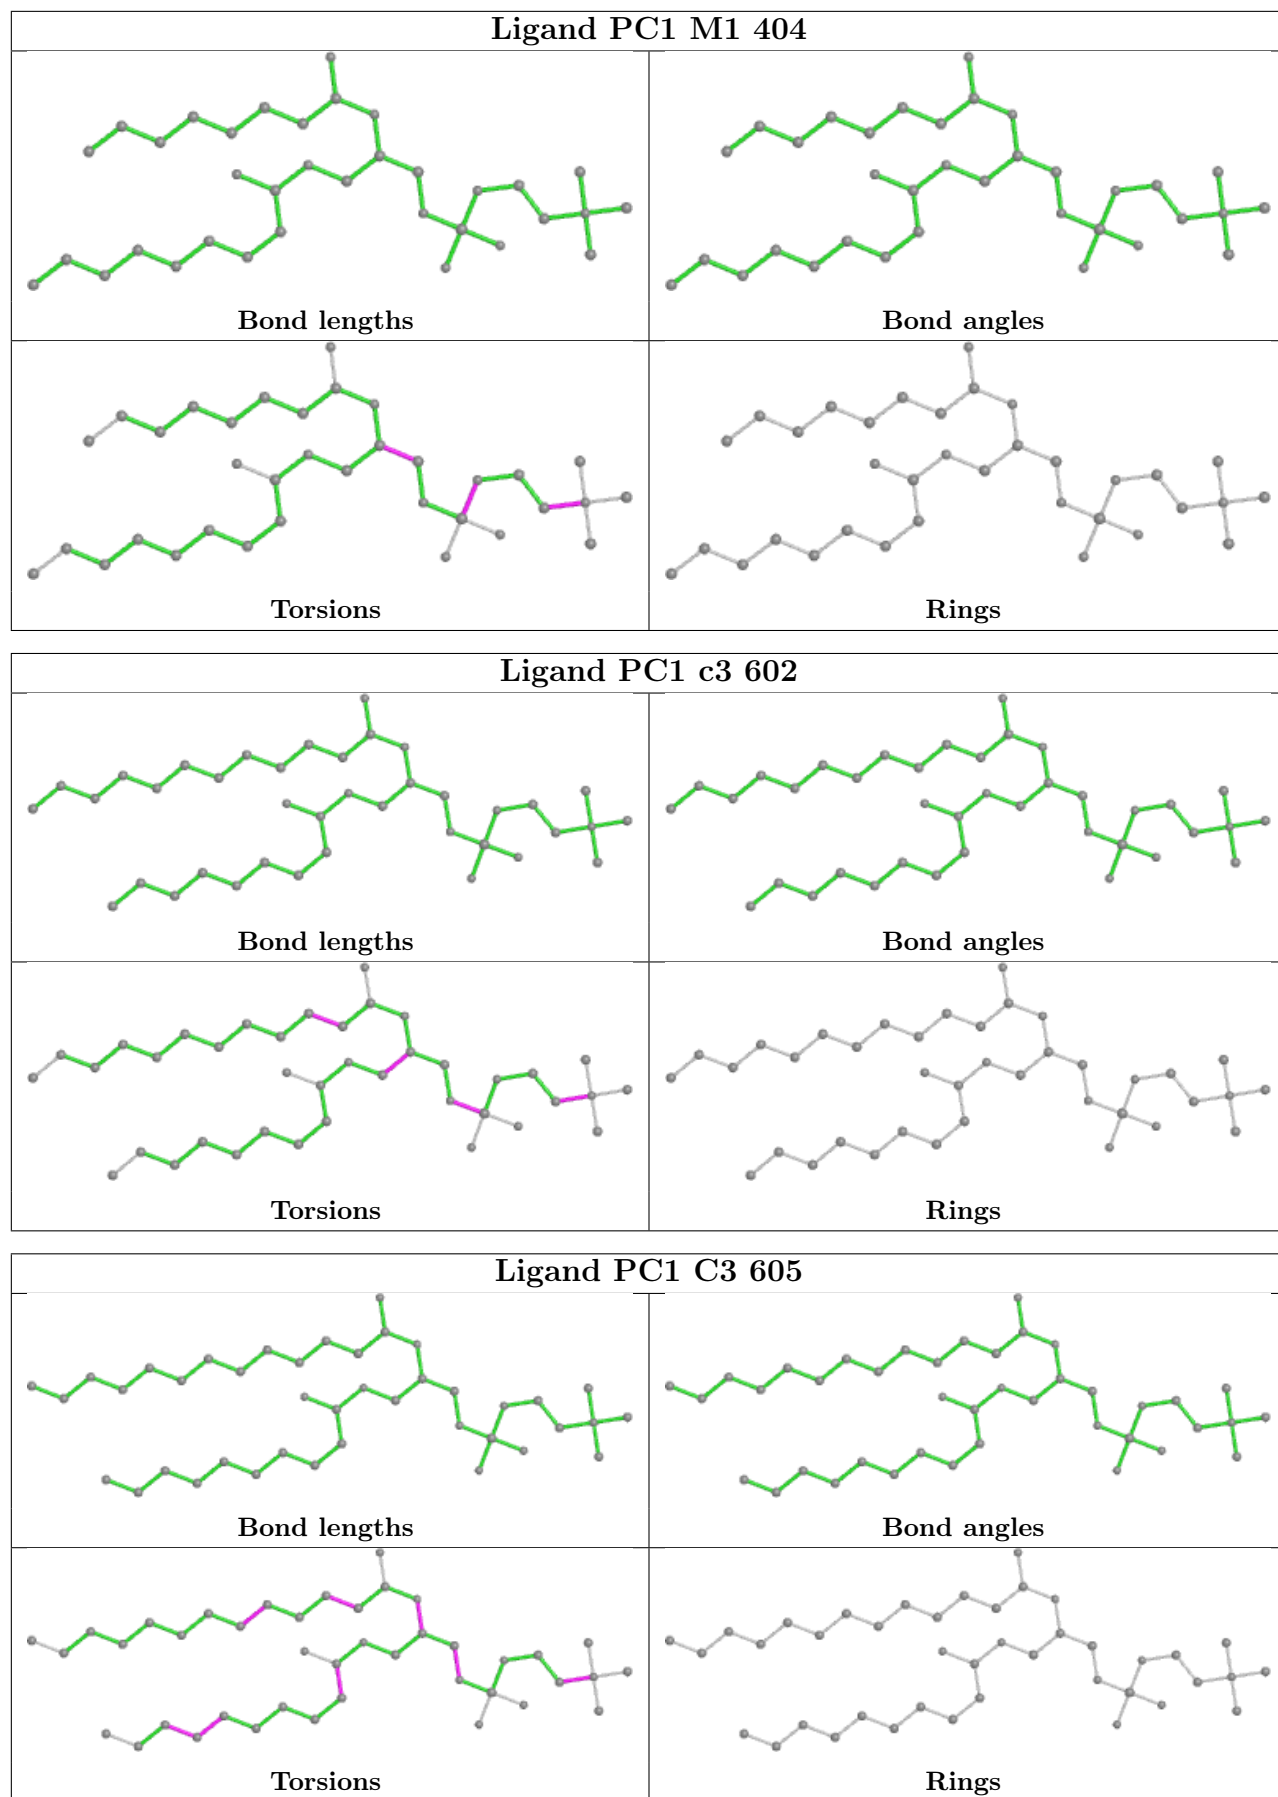 Ligand PC1 M1 404
Bond lengths
Bond angles
Torsions
Rings
Ligand PC1 c3 602
Bond lengths
Bond angles
Torsions
Rings
Ligand PC1 C3 605
Bond lengths
Bond angles
Torsions
Rings